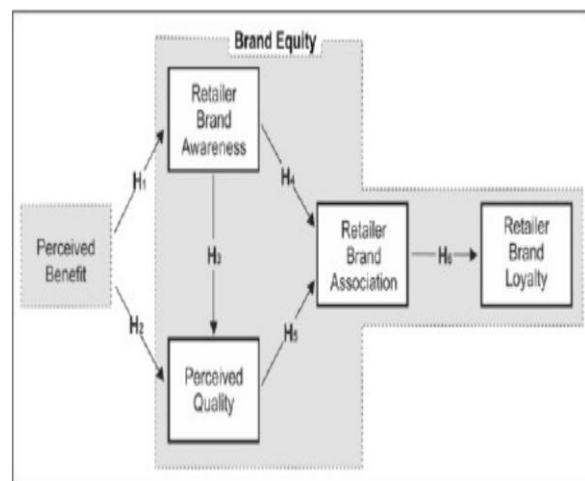 Brand Equity
Retailer
Brand
Awareness
H₁
H₄
Perceived
Benefit
H₃
Retailer
Brand
Association
H₆
Retailer
Brand
Loyalty
H₂
H₅
Perceived
Quality